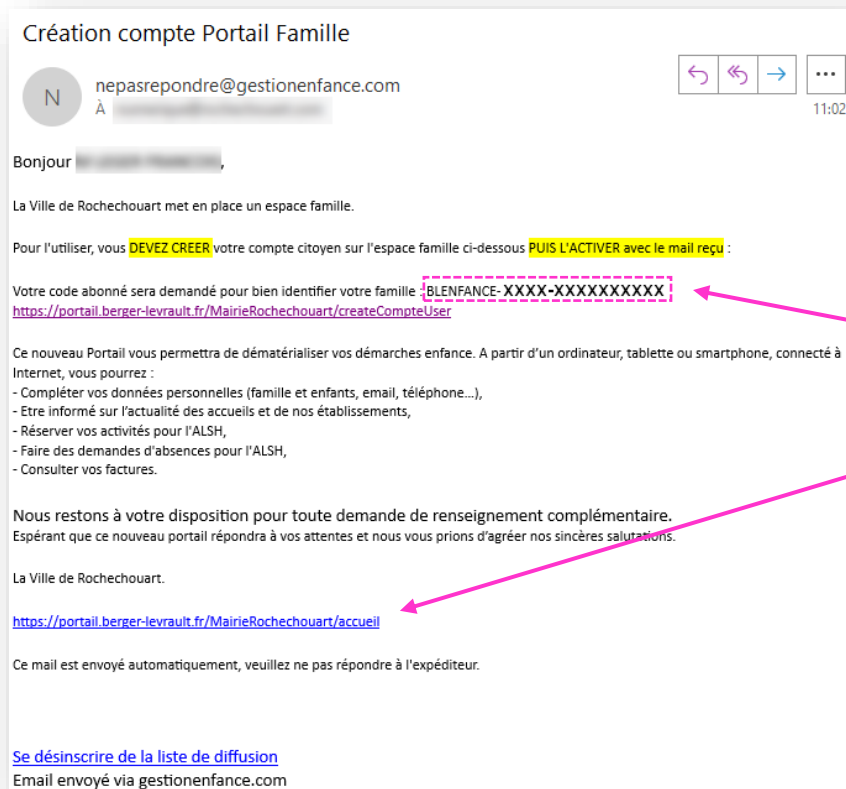 Création compte Portail Famille
N
nepasrepondre@gestionenfance.com
À
11:02
Bonjour ,
La Ville de Rochechouart met en place un espace famille.
Pour l'utiliser, vous DEVEZ CREER votre compte citoyen sur l'espace famille ci-dessous PUIS L'ACTIVER avec le mail reçu :
Votre code abonné sera demandé pour bien identifier votre famille : BLENFANCE- XXXX-XXXXXXXXXX
https://portail.berger-levrault.fr/MairieRochechouart/createCompteUser
Ce nouveau Portail vous permettra de dématérialiser vos démarches enfance. A partir d'un ordinateur, tablette ou smartphone, connecté à
Internet, vous pourrez :
- Compléter vos données personnelles (famille et enfants, email, téléphone...),
- Etre informé sur l'actualité des accueils et de nos établissements,
- Réserver vos activités pour l'ALSH,
- Faire des demandes d'absences pour l'ALSH,
- Consulter vos factures.
Nous restons à votre disposition pour toute demande de renseignement complémentaire.
Espérant que ce nouveau portail répondra à vos attentes et nous vous prions d'agréer nos sincères salutations.
La Ville de Rochechouart.
https://portail.berger-levrault.fr/MairieRochechouart/accueil
Ce mail est envoyé automatiquement, veuillez ne pas répondre à l'expéditeur.
Se désinscrire de la liste de diffusion
Email envoyé via gestionenfance.com